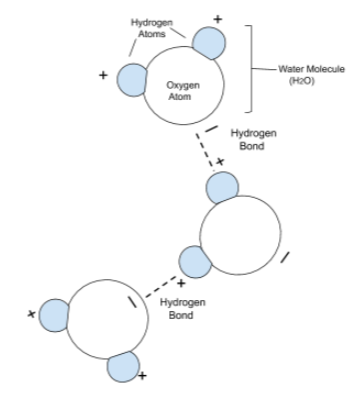 Hydrogen
Atoms
+
+
Oxygen
Atom
Water Molecule
(H2O)
–
Hydrogen
Bond
+
–
+
–
Hydrogen
Bond
+
+